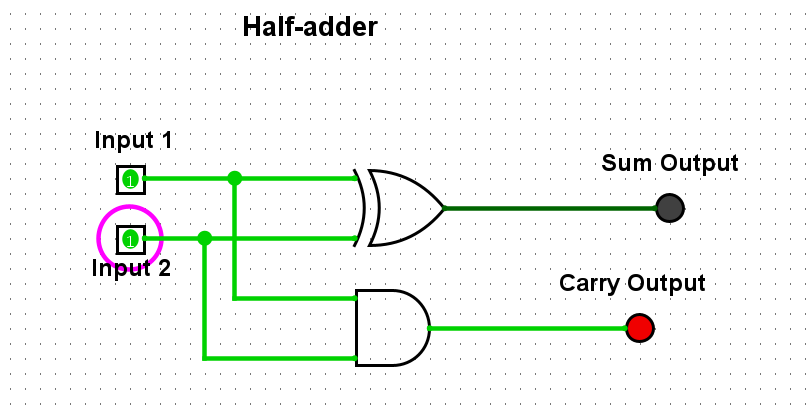 Half-adder
Input 1
1
Sum Output
1
Input 2
Carry Output